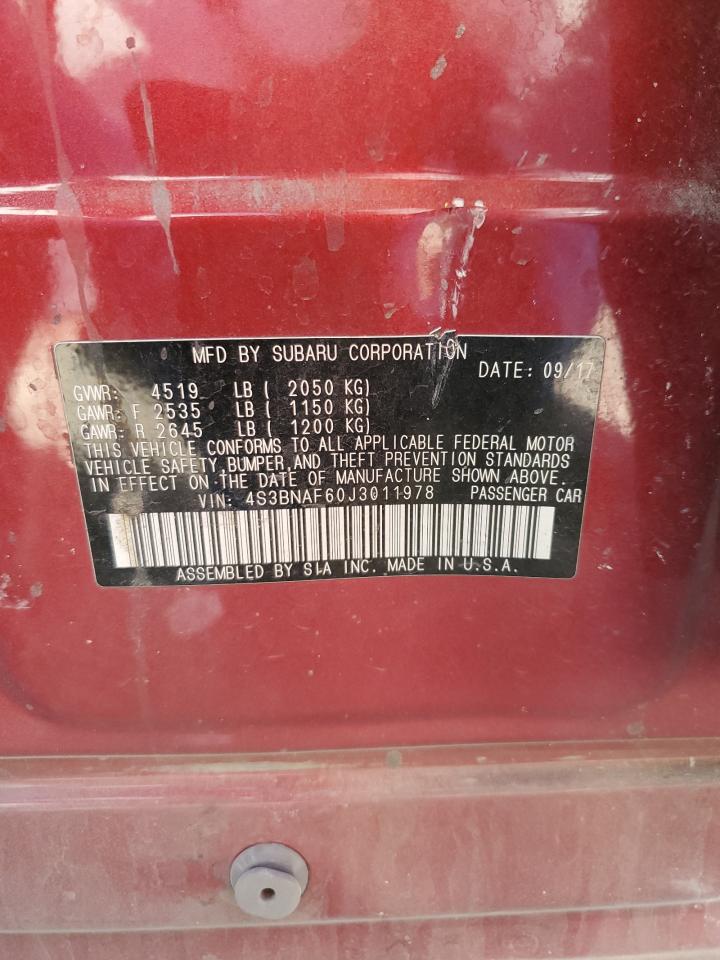 MFD BY SUBARU CORPORATION
DATE: 09/17
GVWR: 4519 LB ( 2050 KG)
GAWR: F 2535 LB ( 1150 KG)
GAWR: R 2645 LB ( 1200 KG)
THIS VEHICLE CONFORMS TO ALL APPLICABLE FEDERAL MOTOR
VEHICLE SAFETY, BUMPER, AND THEFT PREVENTION STANDARDS
IN EFFECT ON THE DATE OF MANUFACTURE SHOWN ABOVE.
VIN: 4S3BNAF60J3011978 PASSENGER CAR
ASSEMBLED BY SIA INC. MADE IN U.S.A.